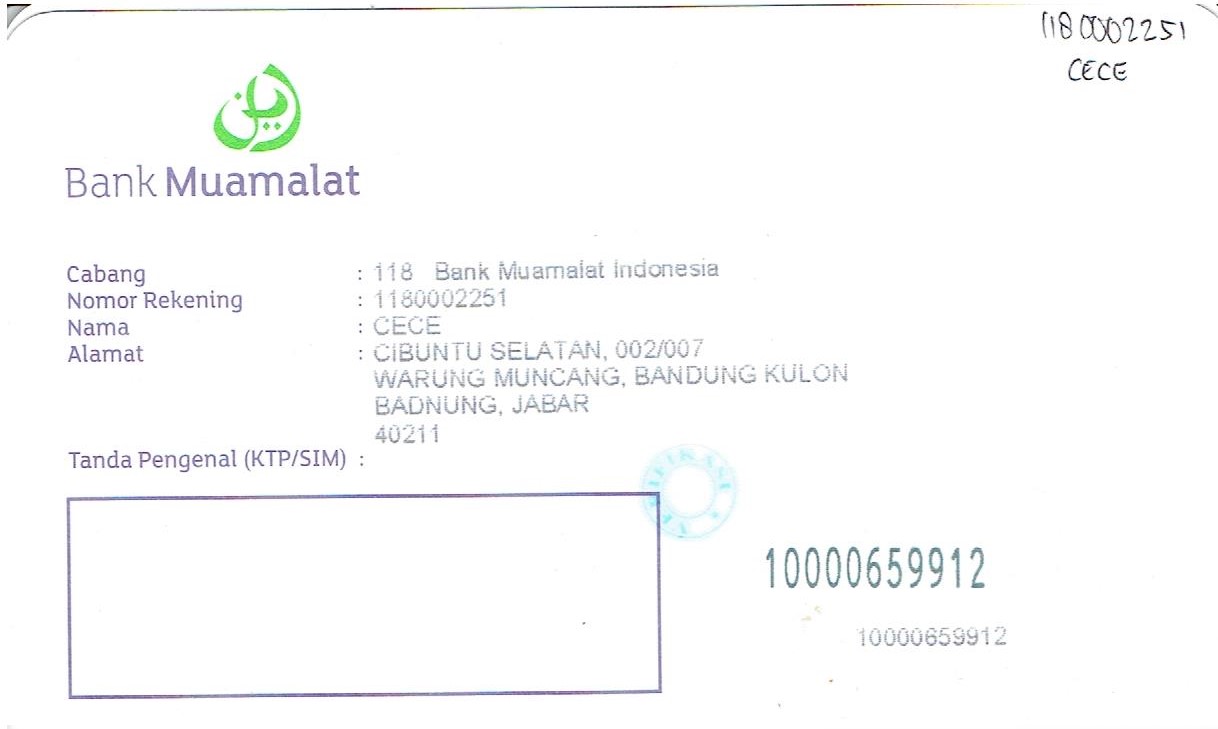 1180002251
CECE
Bank Muamalat
Cabang : 118 Bank Muamalat Indonesia
Nomor Rekening : 1180002251
Nama : CECE
Alamat : CIBUNTU SELATAN, 002/007
WARUNG MUNCANG, BANDUNG KULON
BADNUNG, JABAR
40211
Tanda Pengenal (KTP/SIM) :
VERIFIKASI
10000659912
10000659912